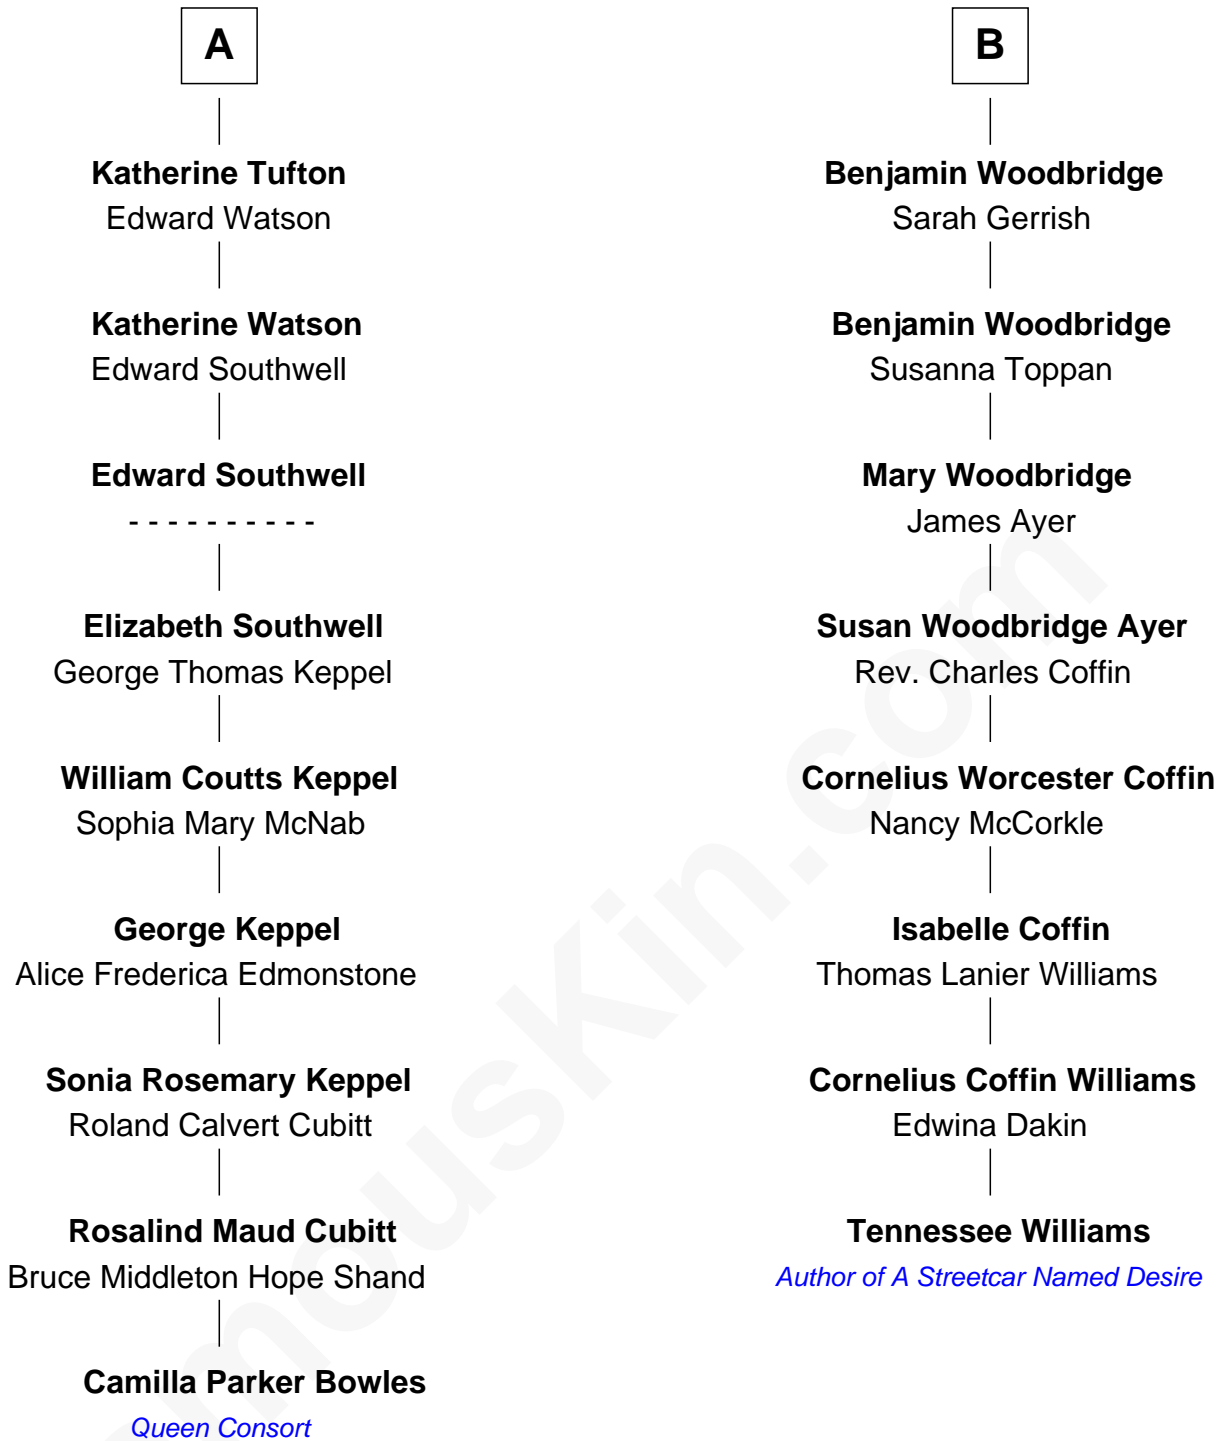 A
Katherine Tufton
Edward Watson
Katherine Watson
Edward Southwell
Edward Southwell
- - - - - - - - - -
Elizabeth Southwell
George Thomas Keppel
William Coutts Keppel
Sophia Mary McNab
George Keppel
Alice Frederica Edmonstone
Sonia Rosemary Keppel
Roland Calvert Cubitt
Rosalind Maud Cubitt
Bruce Middleton Hope Shand
Camilla Parker Bowles
Queen Consort
B
Benjamin Woodbridge
Sarah Gerrish
Benjamin Woodbridge
Susanna Toppan
Mary Woodbridge
James Ayer
Susan Woodbridge Ayer
Rev. Charles Coffin
Cornelius Worcester Coffin
Nancy McCorkle
Isabelle Coffin
Thomas Lanier Williams
Cornelius Coffin Williams
Edwina Dakin
Tennessee Williams
Author of A Streetcar Named Desire
omousKin.com